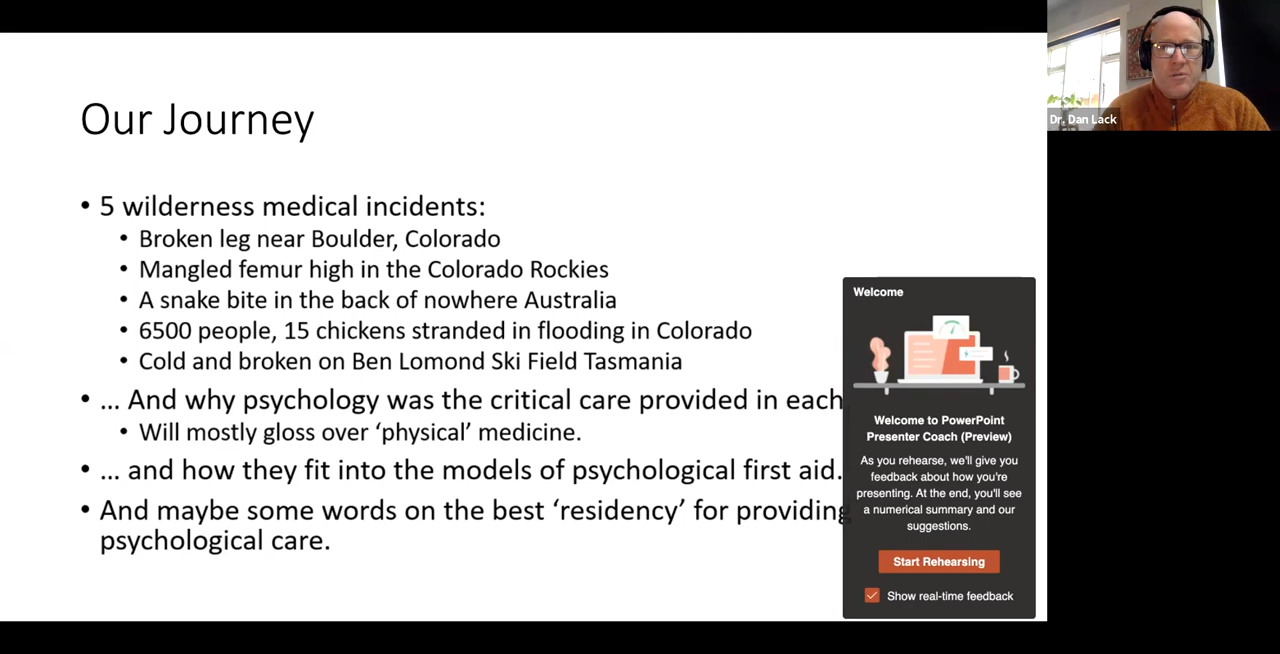 Our Journey
• 5 wilderness medical incidents:
• Broken leg near Boulder, Colorado
• Mangled femur high in the Colorado Rockies
• A snake bite in the back of nowhere Australia
• 6500 people, 15 chickens stranded in flooding in Colorado
• Cold and broken on Ben Lomond Ski Field Tasmania
• ... And why psychology was the critical care provided in each
• Will mostly gloss over ‘physical’ medicine.
• ... and how they fit into the models of psychological first aid.
• And maybe some words on the best ‘residency’ for providing
psychological care.
Welcome
Welcome to PowerPoint
Presenter Coach (Preview)
As you rehearse, we'll give you
feedback about how you're
presenting. At the end, you'll see
a numerical summary and our
suggestions.
Start Rehearsing
Show real-time feedback
Dr. Dan Lack